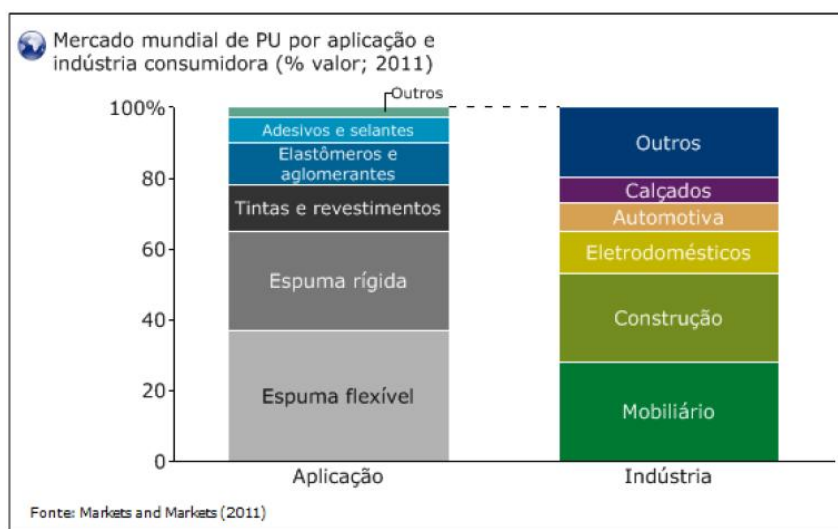 Mercado mundial de PU por aplicação e
indústria consumidora (% valor; 2011)
Outros
100%
80
60
40
20
0
Adesivos e selantes
Elastômeros e
aglomerantes
Tintas e revestimentos
Espuma rígida
Espuma flexível
Outros
Calçados
Automotiva
Eletrodomésticos
Construção
Mobiliário
Aplicação
Indústria
Fonte: Markets and Markets (2011)